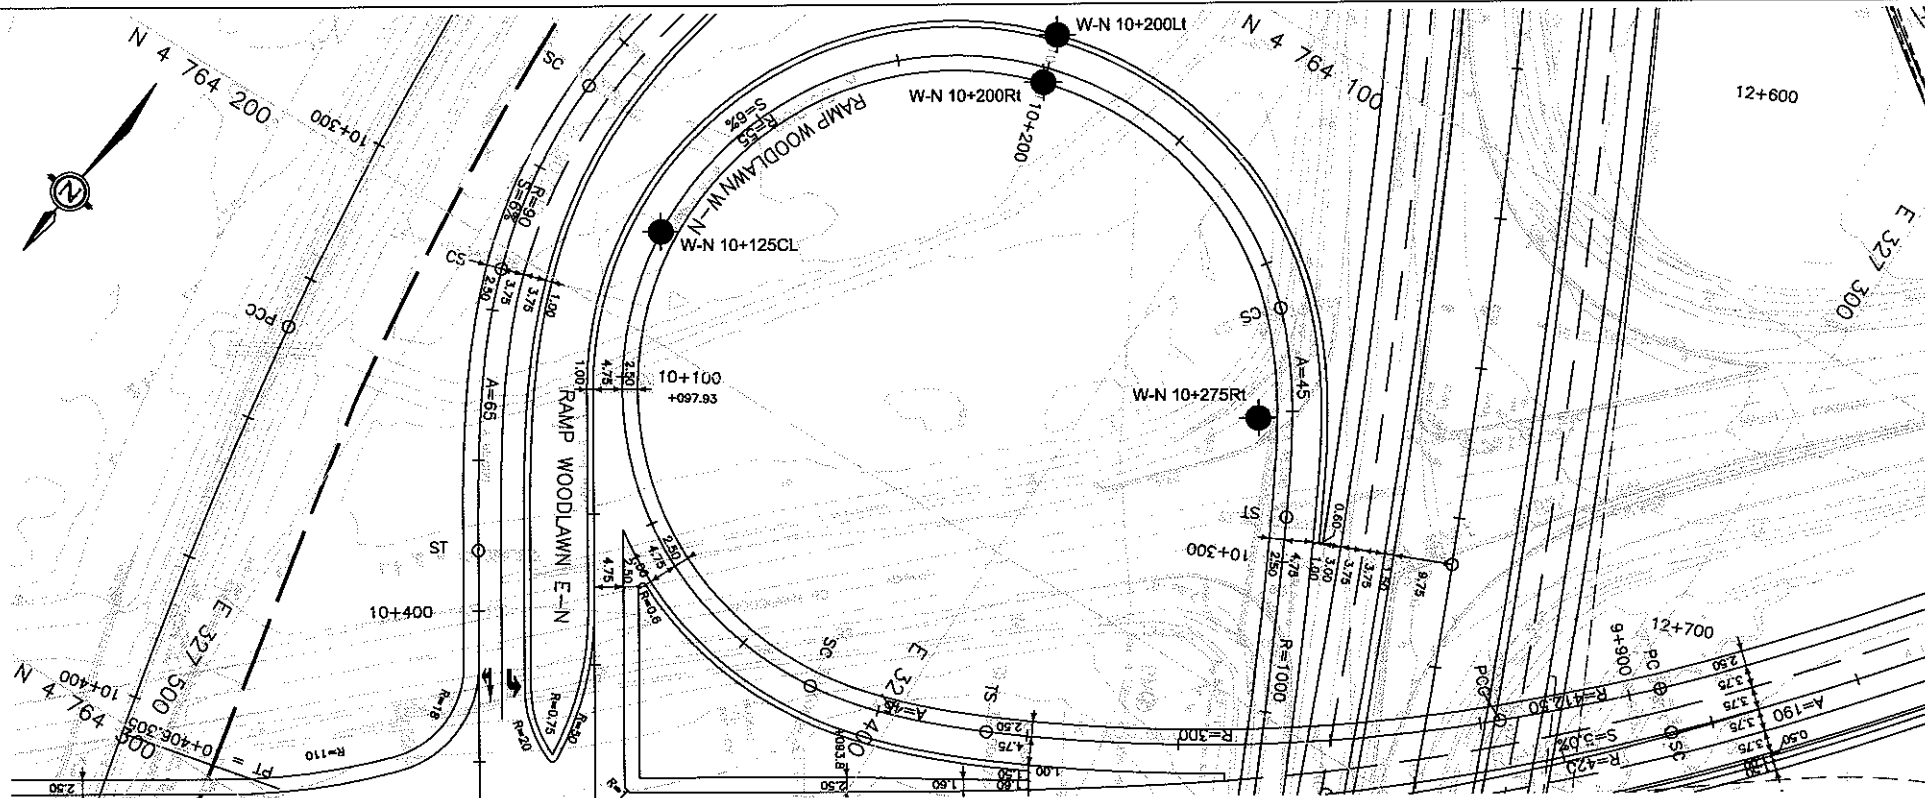 N 4 764 200
10+300
SC
W-N 10+200Lt
W-N 10+200Rt
10+200
N 4 764 100
12+600
E 327 300
N
S=6%
R=55
RAMP WOODLAWN W-N
R=90
S=6%
W-N 10+125CL
CS
2.50
3.75
3.75
1.00
PCC
CS
A=45
A=65
1.00
4.75
2.50
10+100
+097.93
RAMP WOODLAWN E-N
W-N 10+275Rt
ST
ST
0.60
10+300
2.50
4.75
1.00
3.00
3.75
3.75
9.75
4.75
2.50
2.50
4.75
R=0.6
10+400
E 327 500
N 4 764 000
10+400
0+406.305
PT =
R=110
R=18
R=20
R=0.75
R=50
SC
TS
2.50
4.75
R=300
R=1000
PCC
9+900
PC
12+700
R=412.50
S=5.0%
R=420
SC
A=190
2.50
3.75
3.75
3.75
3.75
0.50
2.50
2.50
1.60
1.00
1.60